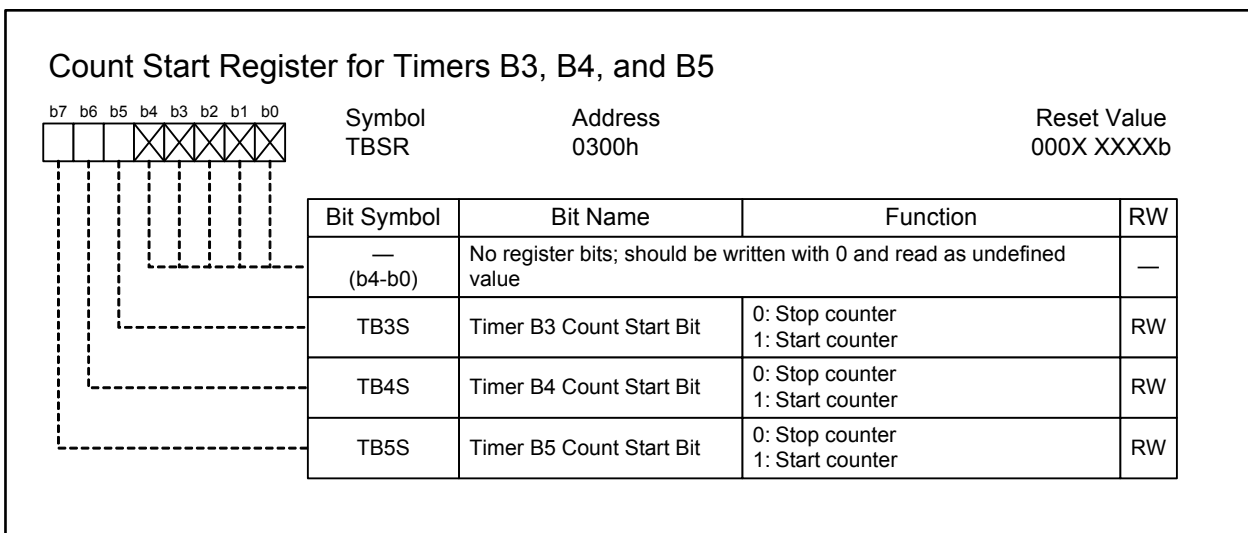 Count Start Register for Timers B3, B4, and B5
b7 b6 b5 b4 b3 b2 b1 b0
Symbol Address Reset Value
TBSR 0300h 000X XXXXb
Bit Symbol Bit Name Function RW
—
(b4-b0)
No register bits; should be written with 0 and read as undefined
value
—
TB3S Timer B3 Count Start Bit
0: Stop counter
1: Start counter
RW
TB4S Timer B4 Count Start Bit
0: Stop counter
1: Start counter
RW
TB5S Timer B5 Count Start Bit
0: Stop counter
1: Start counter
RW